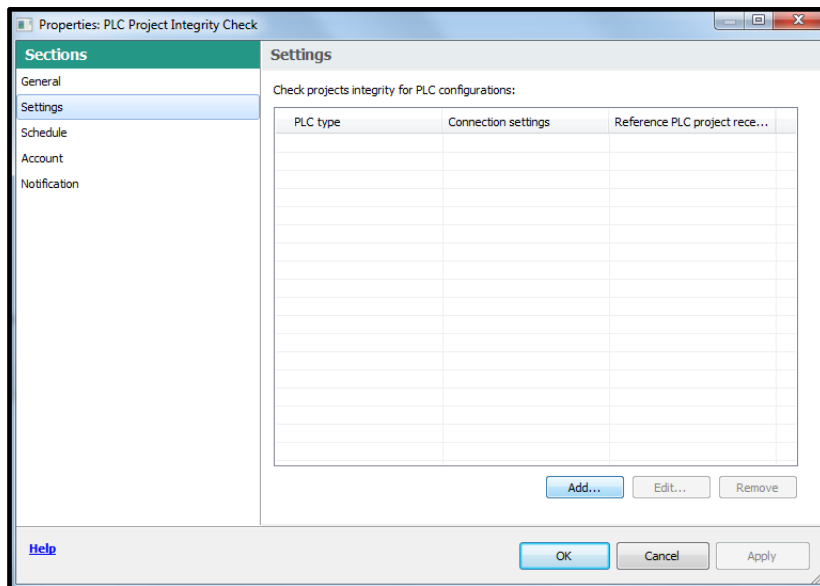 Properties: PLC Project Integrity Check
Sections
General
Settings
Schedule
Account
Notification
Settings
Check projects integrity for PLC configurations:
PLC type Connection settings Reference PLC project rece...
Add... Edit... Remove
Help
OK Cancel Apply